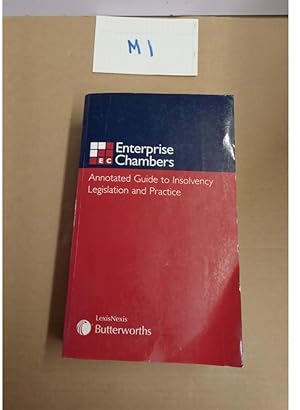 M1
Enterprise
EC Chambers
Annotated Guide to Insolvency
Legislation and Practice
LexisNexis
Butterworths